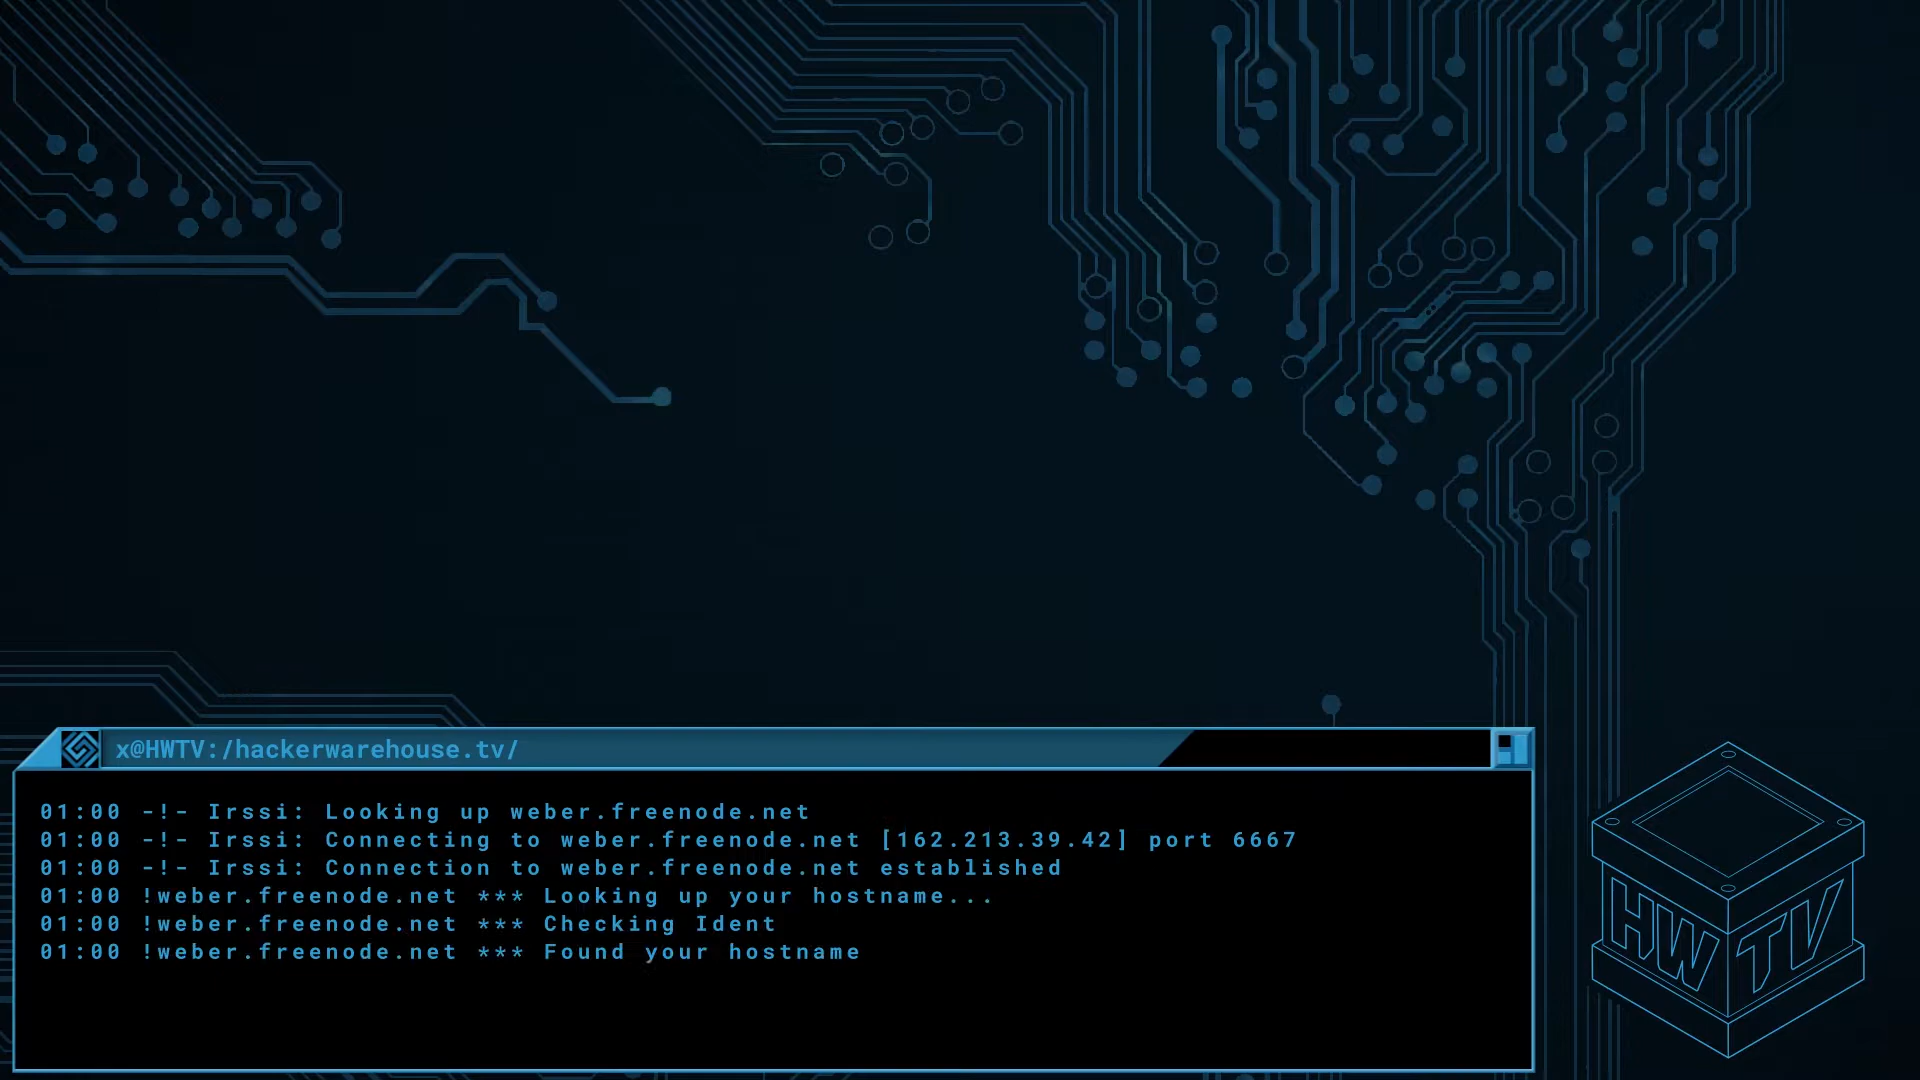 x@HWTV:/hackerwarehouse.tv/
01:00 -!- Irssi: Looking up weber.freenode.net
01:00 -!- Irssi: Connecting to weber.freenode.net [162.213.39.42] port 6667
01:00 -!- Irssi: Connection to weber.freenode.net established
01:00 !weber.freenode.net *** Looking up your hostname...
01:00 !weber.freenode.net *** Checking Ident
01:00 !weber.freenode.net *** Found your hostname
HW TV